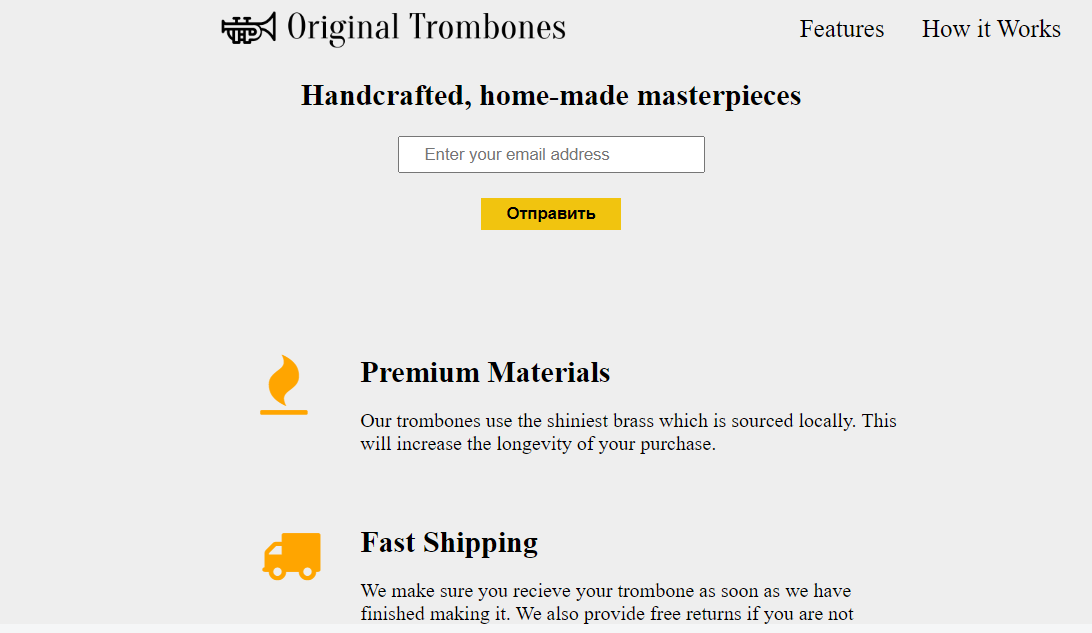 Original Trombones
Features
How it Works
Handcrafted, home-made masterpieces
Enter your email address
Отправить
Premium Materials
Our trombones use the shiniest brass which is sourced locally. This
will increase the longevity of your purchase.
Fast Shipping
We make sure you recieve your trombone as soon as we have
finished making it. We also provide free returns if you are not